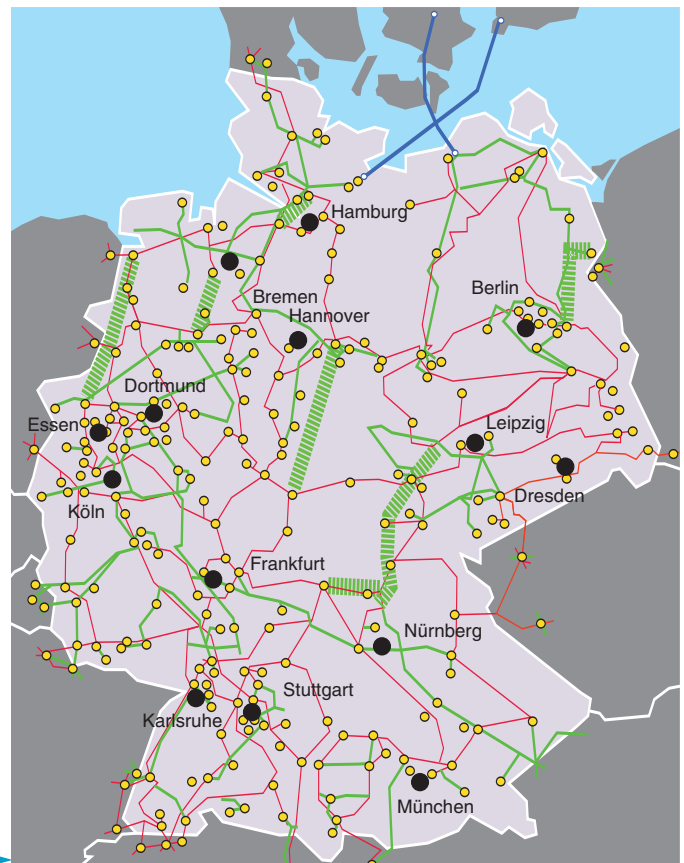 Hamburg
Bremen
Hannover
Berlin
Dortmund
Essen
Leipzig
Köln
Dresden
Frankfurt
Nürnberg
Stuttgart
Karlsruhe
München